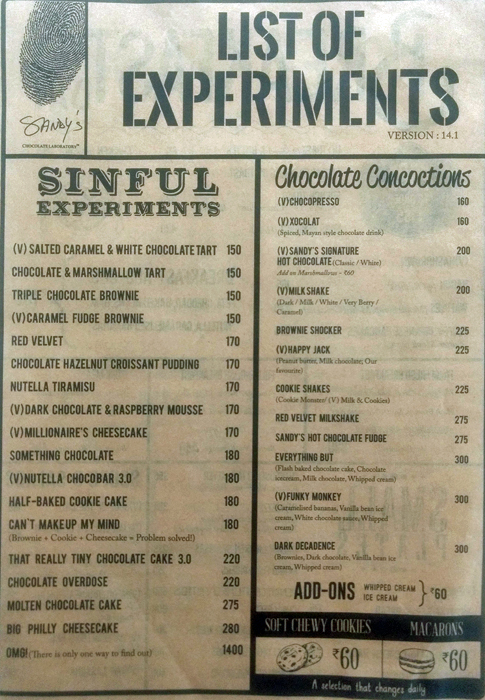 SANDY'S
CHOCOLATE LABORATORY
LIST OF
EXPERIMENTS
VERSION : 14.1
SINFUL
EXPERIMENTS
(V) SALTED CARAMEL & WHITE CHOCOLATE TART 150
CHOCOLATE & MARSHMALLOW TART 150
TRIPLE CHOCOLATE BROWNIE 150
(V) CARAMEL FUDGE BROWNIE 150
RED VELVET 170
CHOCOLATE HAZELNUT CROISSANT PUDDING 170
NUTELLA TIRAMISU 170
(V) DARK CHOCOLATE & RASPBERRY MOUSSE 170
(V) MILLIONAIRE'S CHEESECAKE 170
SOMETHING CHOCOLATE 180
(V) NUTELLA CHOCOBAR 3.0 180
HALF-BAKED COOKIE CAKE 180
CAN'T MAKEUP MY MIND 180
(Brownie + Cookie + Cheesecake = Problem solved!)
THAT REALLY TINY CHOCOLATE CAKE 3.0 220
CHOCOLATE OVERDOSE 220
MOLTEN CHOCOLATE CAKE 275
BIG PHILLY CHEESECAKE 280
OMG! (There is only one way to find out) 1400
Chocolate Concoctions
(V) CHOCOPRESSO 160
(V) XOCOLAT 160
(Spiced, Mayan style chocolate drink)
(V) SANDY'S SIGNATURE 200
HOT CHOCOLATE (Classic / White)
Add on Marshmallows - ₹60
(V) MILK SHAKE 200
(Dark / Milk / White / Very Berry /
Caramel)
BROWNIE SHOCKER 225
(V) HAPPY JACK 225
(Peanut butter, Milk chocolate; Our
favourite)
COOKIE SHAKES 225
(Cookie Monster/ (V) Milk & Cookies)
RED VELVET MILKSHAKE 275
SANDY'S HOT CHOCOLATE FUDGE 275
EVERYTHING BUT 300
(Flash baked chocolate cake, Chocolate
icecream, Milk chocolate, Whipped cream)
(V) FUNKY MONKEY 300
(Caramelised bananas, Vanilla bean ice
cream, White chocolate sauce, Whipped
cream)
DARK DECADENCE 300
(Brownies, Dark chocolate, Vanilla bean ice
cream, Whipped cream)
ADD-ONS WHIPPED CREAM
ICE CREAM } ₹60
SOFT CHEWY COOKIES MACARONS
₹60 ₹60
A selection that changes daily